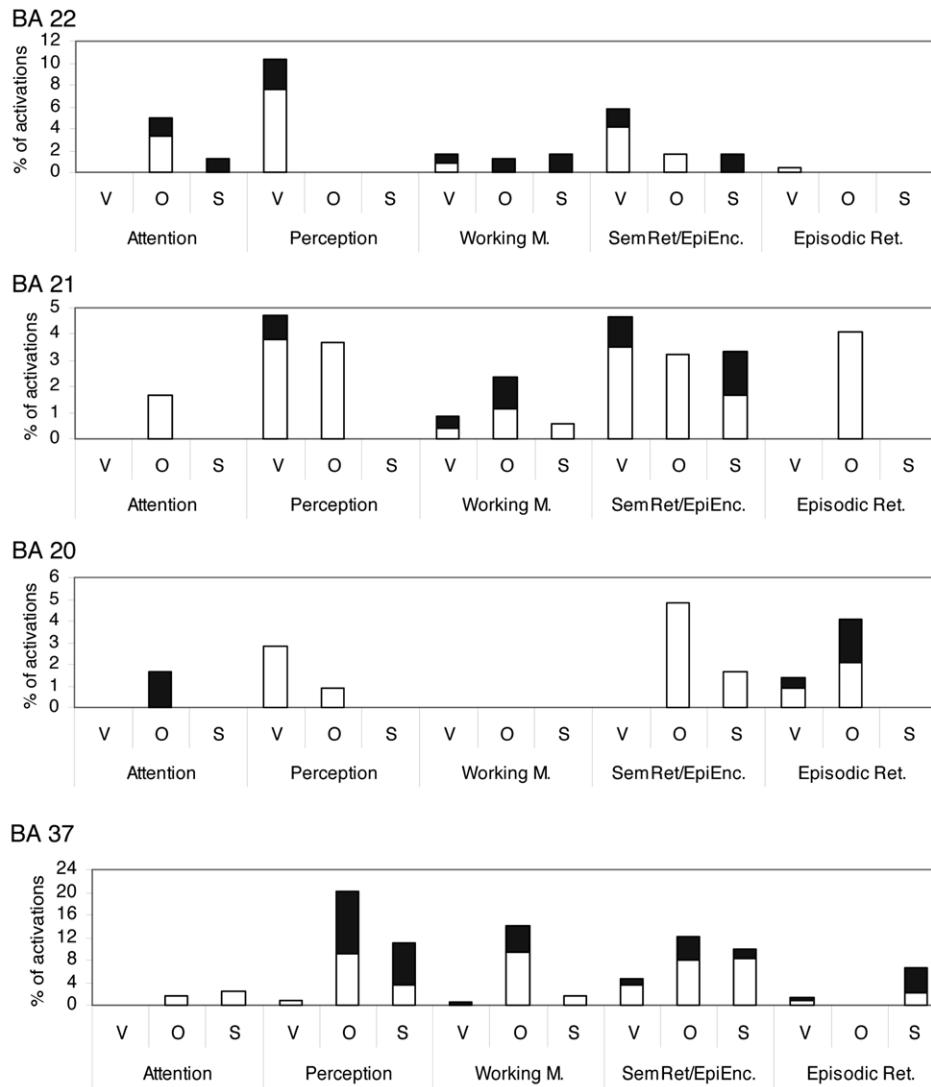 BA 22
% of activations
12
10
8
6
4
2
0
V O S V O S V O S V O S V O S
Attention Perception Working M. SemRet/EpiEnc. Episodic Ret.
BA 21
% of activations
5
4
3
2
1
0
V O S V O S V O S V O S V O S
Attention Perception Working M. SemRet/EpiEnc. Episodic Ret.
BA 20
% of activations
6
5
4
3
2
1
0
V O S V O S V O S V O S V O S
Attention Perception Working M. SemRet/EpiEnc. Episodic Ret.
BA 37
% of activations
24
20
16
12
8
4
0
V O S V O S V O S V O S V O S
Attention Perception Working M. SemRet/EpiEnc. Episodic Ret.